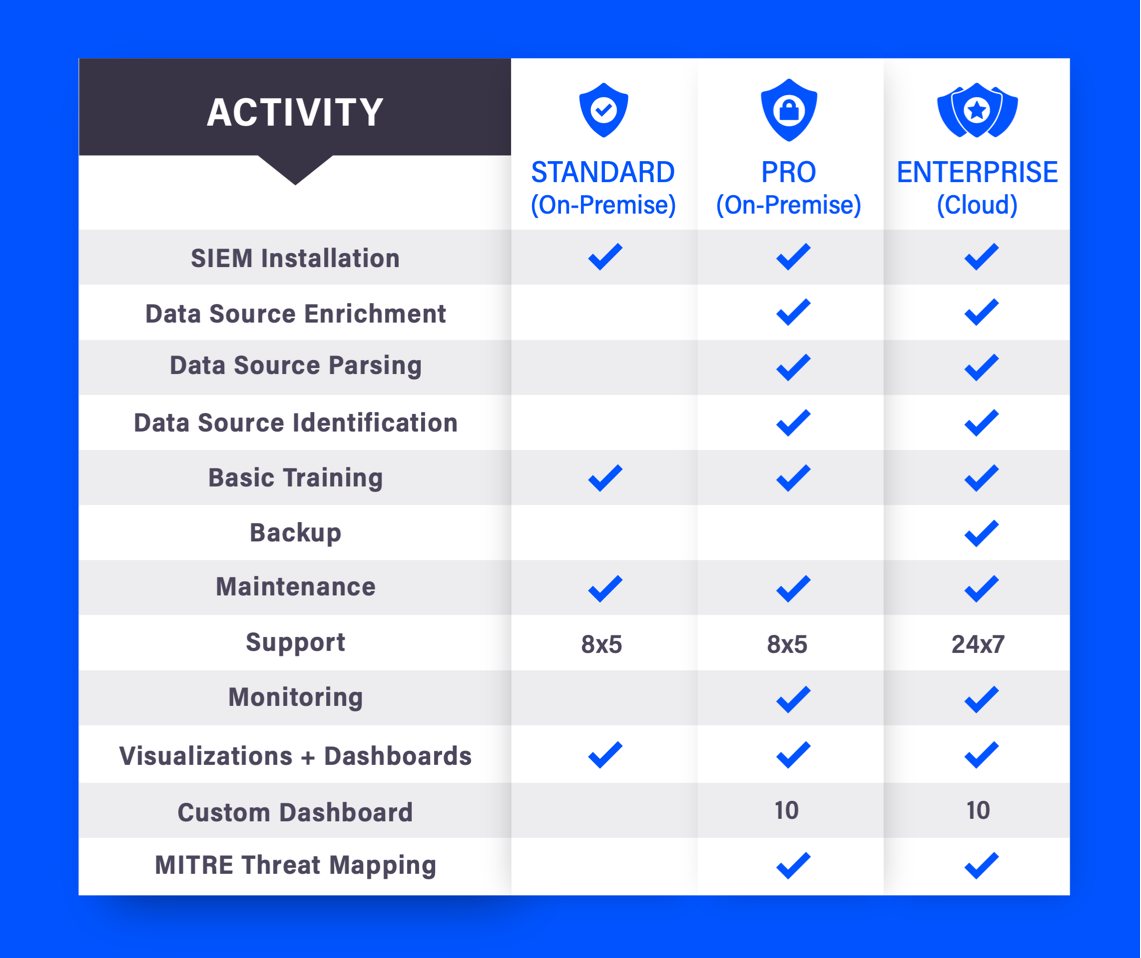 ACTIVITY
STANDARD
(On-Premise)
PRO
(On-Premise)
ENTERPRISE
(Cloud)
SIEM Installation
Data Source Enrichment
Data Source Parsing
Data Source Identification
Basic Training
Backup
Maintenance
Support 8x5 8x5 24x7
Monitoring
Visualizations + Dashboards
Custom Dashboard 10 10
MITRE Threat Mapping